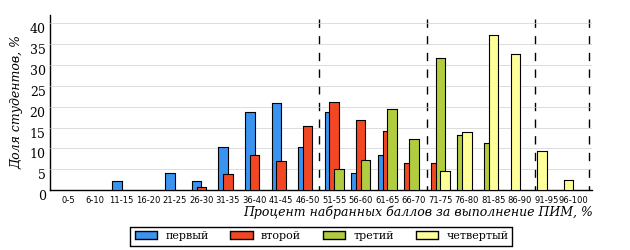 Доля студентов, %
40
35
30
25
20
15
10
5
0
0-5 6-10 11-15 16-20 21-25 26-30 31-35 36-40 41-45 46-50 51-55 56-60 61-65 66-70 71-75 76-80 81-85 86-90 91-95 96-100
Процент набранных баллов за выполнение ПИМ, %
первый второй третий четвертый